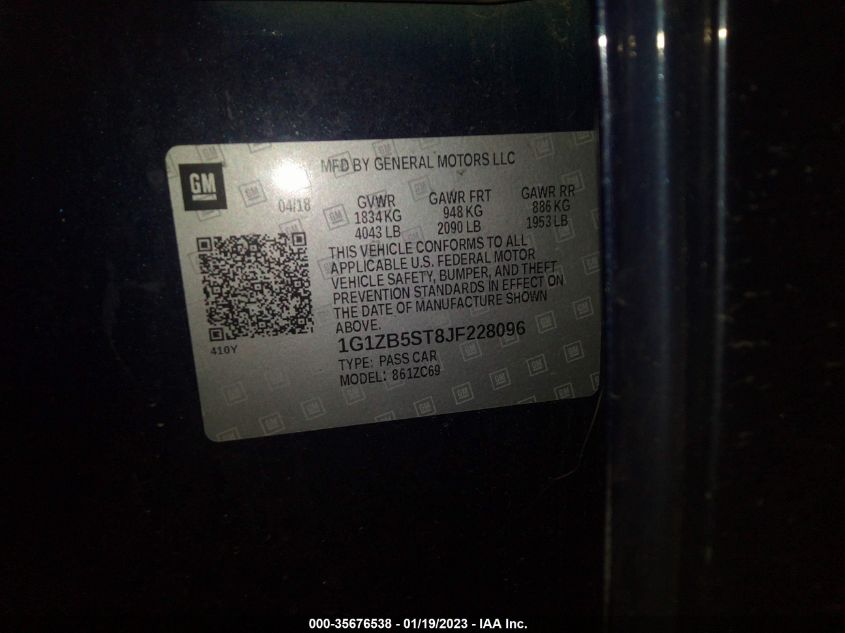 GM
MFD BY GENERAL MOTORS LLC
04/18
GVWR GAWR FRT GAWR RR
1834 KG 948 KG 886 KG
4043 LB 2090 LB 1953 LB
THIS VEHICLE CONFORMS TO ALL
APPLICABLE U.S. FEDERAL MOTOR
VEHICLE SAFETY, BUMPER, AND THEFT
PREVENTION STANDARDS IN EFFECT ON
THE DATE OF MANUFACTURE SHOWN
ABOVE.
410Y
1G1ZB5ST8JF228096
TYPE: PASS CAR
MODEL: 861ZC69
000-35676538 - 01/19/2023 - IAA Inc.